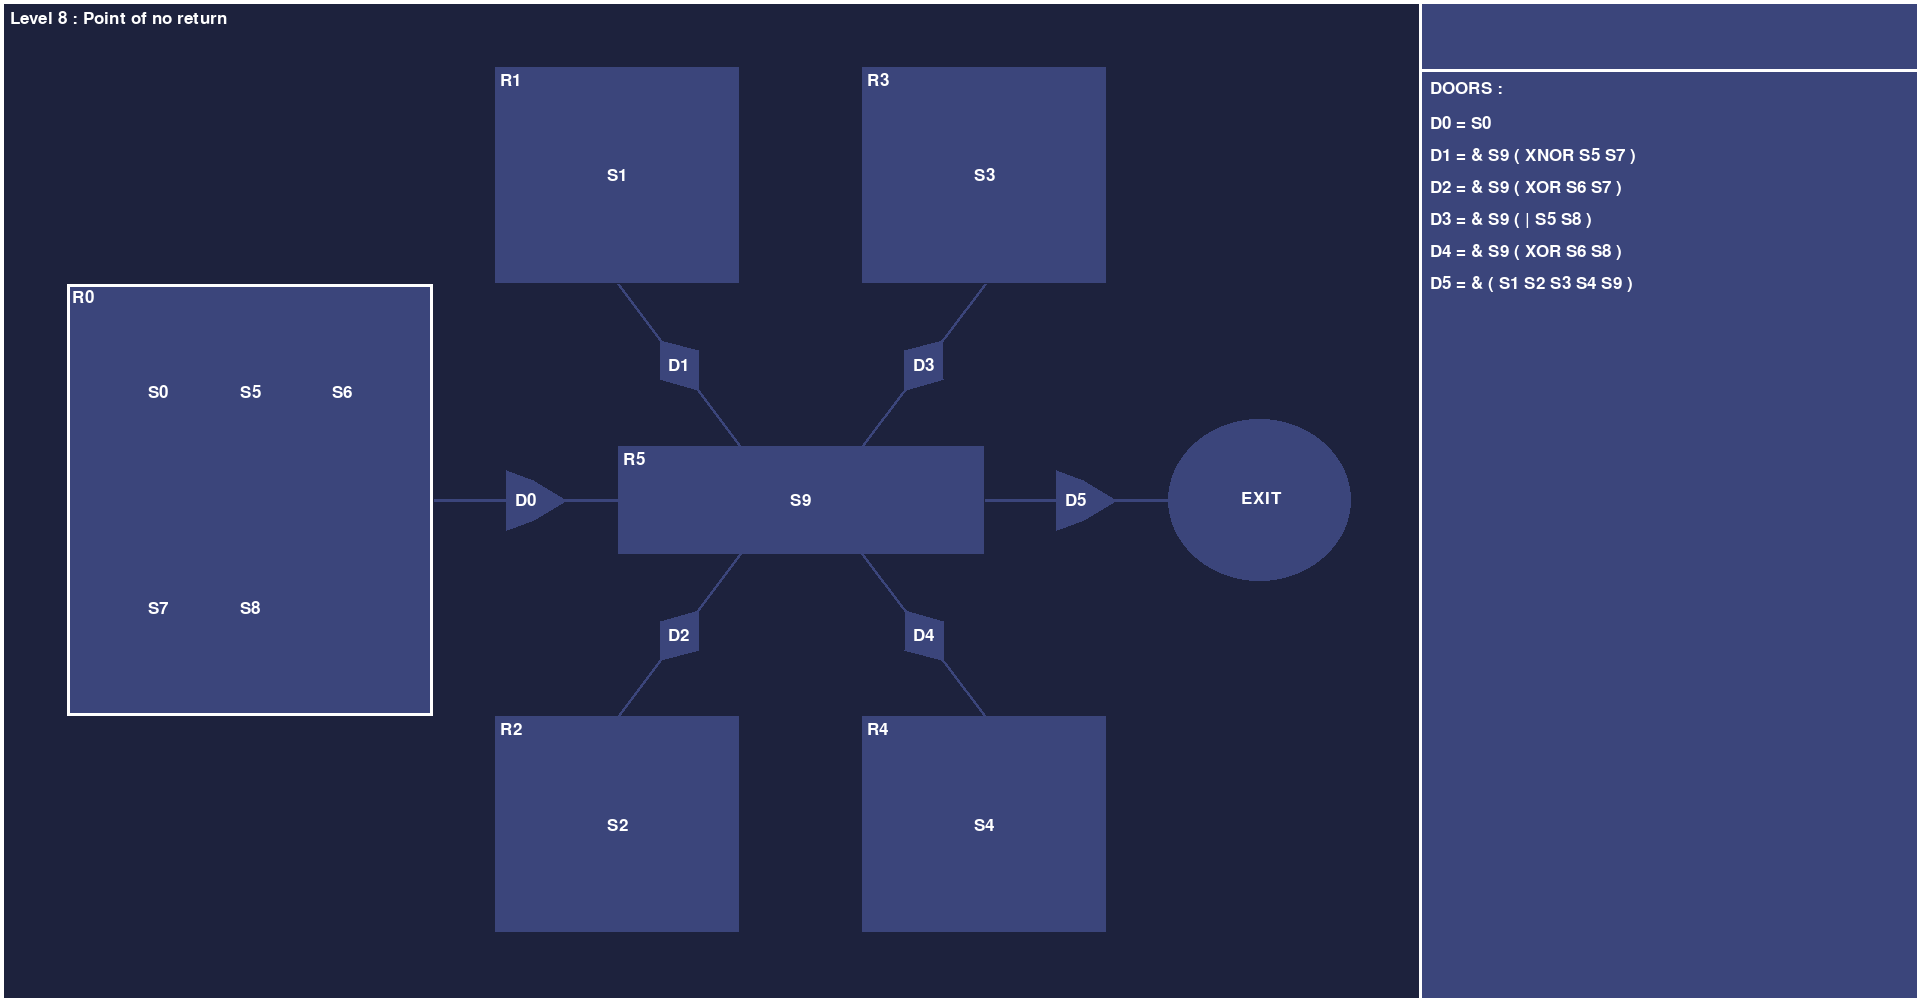 Level 8 : Point of no return
R1
S1
R3
S3
R0
S0 S5 S6
S7 S8
D1
D3
R5
S9
D0
D5
EXIT
D2
D4
R2
S2
R4
S4
DOORS :
D0 = S0
D1 = & S9 ( XNOR S5 S7 )
D2 = & S9 ( XOR S6 S7 )
D3 = & S9 ( | S5 S8 )
D4 = & S9 ( XOR S6 S8 )
D5 = & ( S1 S2 S3 S4 S9 )